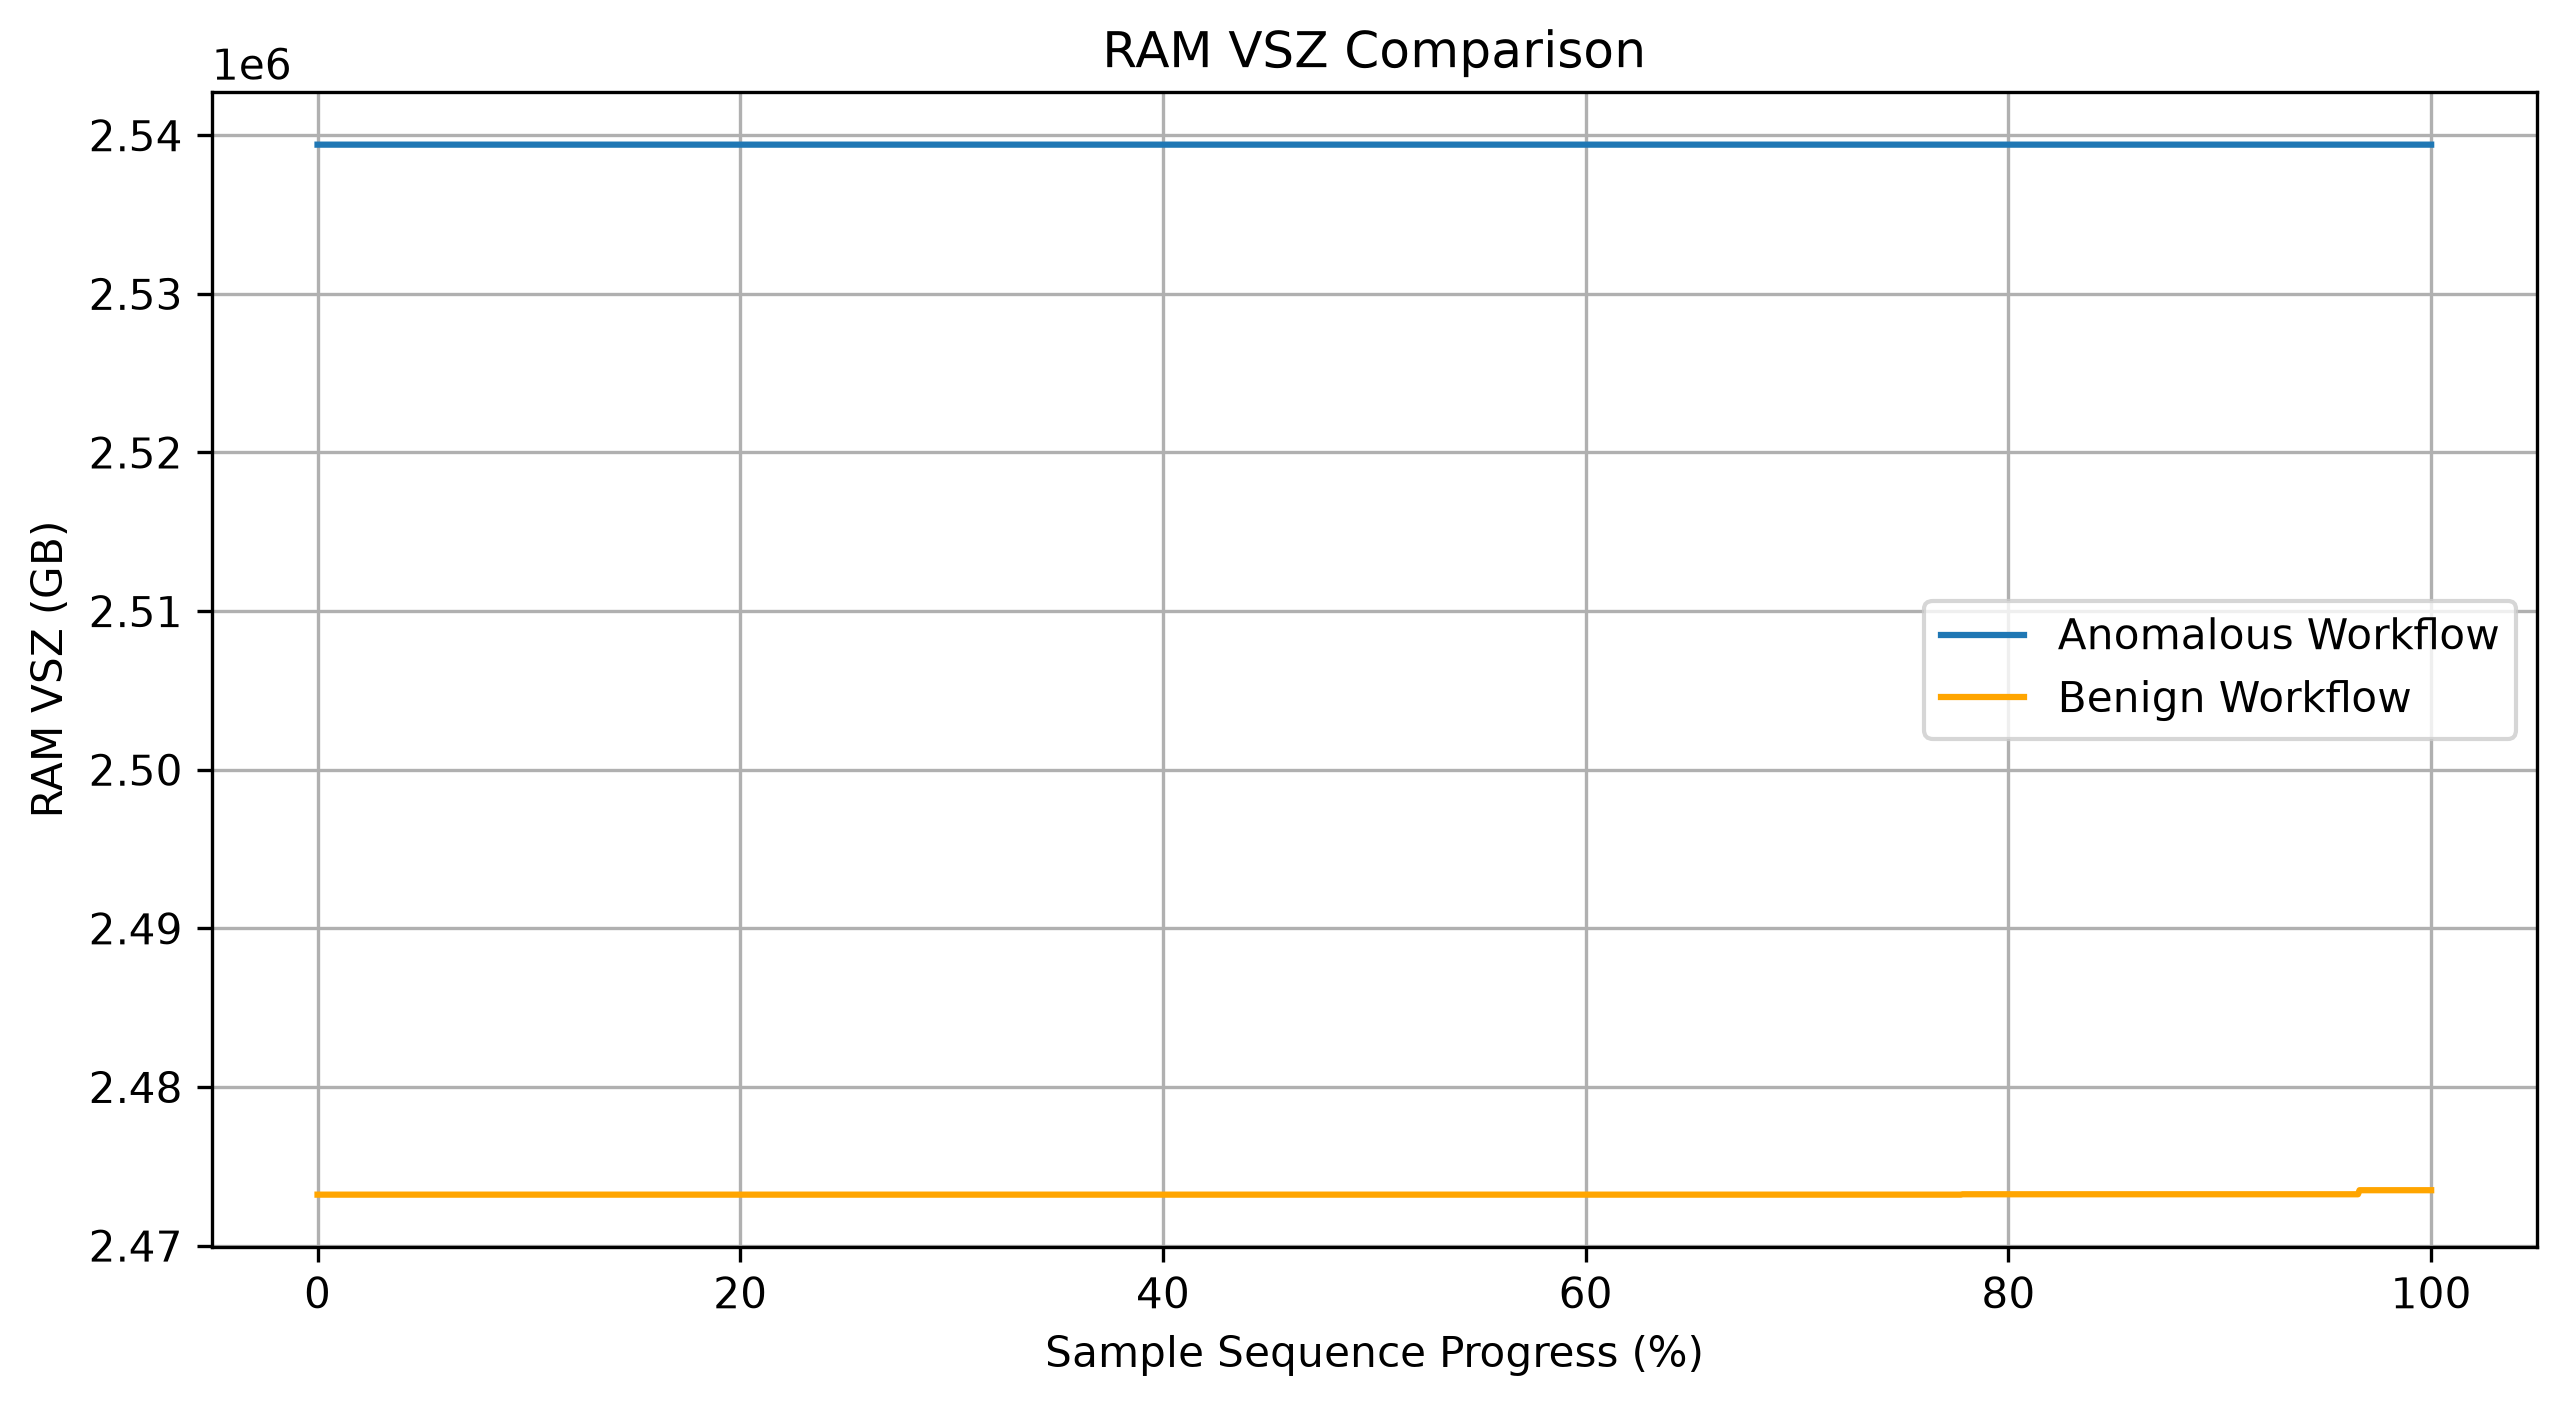 RAM VSZ Comparison
1e6
2.54
2.53
2.52
2.51
2.50
2.49
2.48
2.47
RAM VSZ (GB)
Anomalous Workflow
Benign Workflow
0 20 40 60 80 100
Sample Sequence Progress (%)